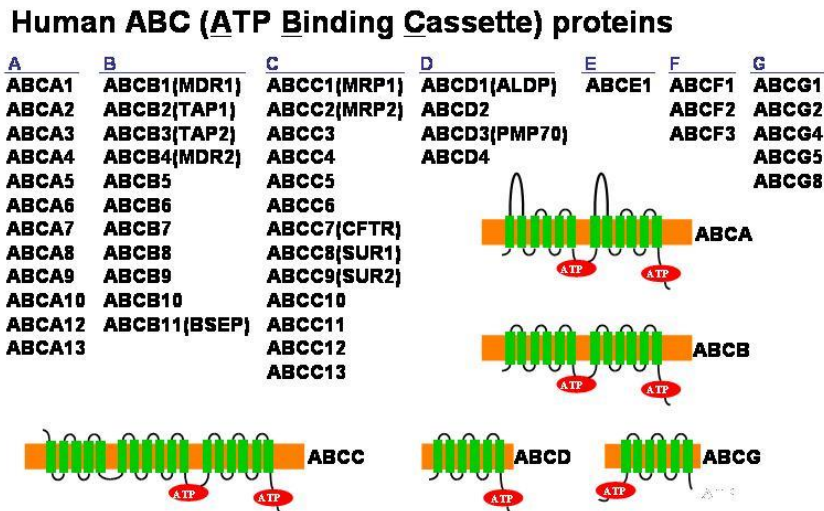 Human ABC (ATP Binding Cassette) proteins
A B C D E F G
ABCA1 ABCB1(MDR1) ABCC1(MRP1) ABCD1(ALDP) ABCE1 ABCF1 ABCG1
ABCA2 ABCB2(TAP1) ABCC2(MRP2) ABCD2 ABCF2 ABCG2
ABCA3 ABCB3(TAP2) ABCC3 ABCD3(PMP70) ABCF3 ABCG4
ABCA4 ABCB4(MDR2) ABCC4 ABCD4 ABCG5
ABCA5 ABCB5 ABCC5 ABCG8
ABCA6 ABCB6 ABCC6
ABCA7 ABCB7 ABCC7(CFTR) ABCA
ABCA8 ABCB8 ABCC8(SUR1)
ABCA9 ABCB9 ABCC9(SUR2) ATP ATP
ABCA10 ABCB10 ABCC10
ABCA12 ABCB11(BSEP) ABCC11
ABCA13 ABCC12 ABCB
ABCC13
ATP ATP
ABCC ABCD ABCG
ATP ATP ATP ATP ATP